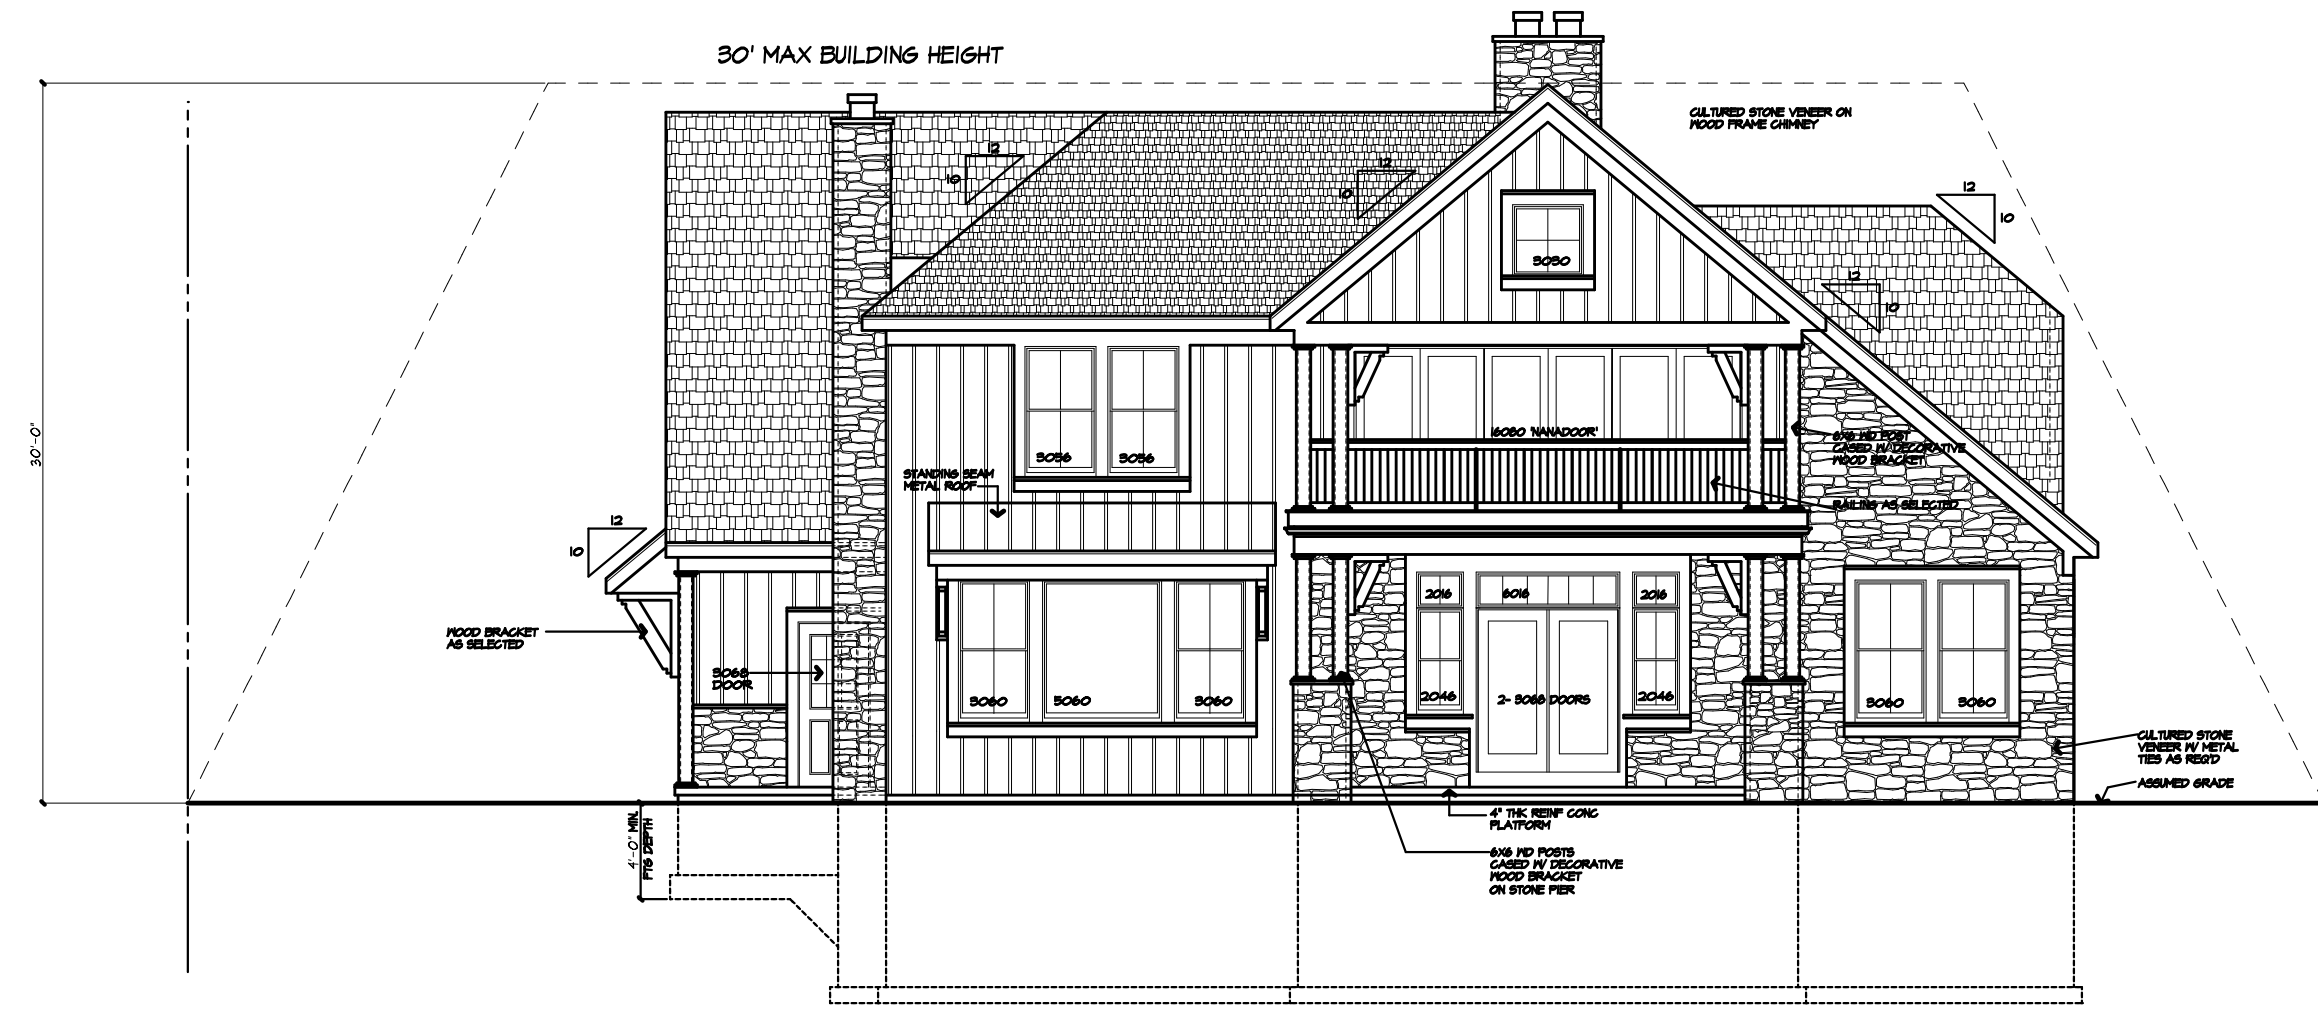 30' MAX BUILDING HEIGHT
CULTURED STONE VENEER ON
WOOD FRAME CHIMNEY
12
10
12
10
12
10
12
10
3030
30'-0"
16080 'NANADOOR'
6X6 WD POST
CASED W/ DECORATIVE
WOOD BRACKET
3056
3056
STANDING SEAM
METAL ROOF
RAILING AS SELECTED
12
10
2016
6016
2016
WOOD BRACKET
AS SELECTED
3068
DOOR
3060
5060
3060
2046
2- 3088 DOORS
2046
3060
3060
CULTURED STONE
VENEER W/ METAL
TIES AS REQ'D
ASSUMED GRADE
4'-0" MIN.
FTG DEPTH
4" THK REINF CONC
PLATFORM
6X6 WD POSTS
CASED W/ DECORATIVE
WOOD BRACKET
ON STONE PIER